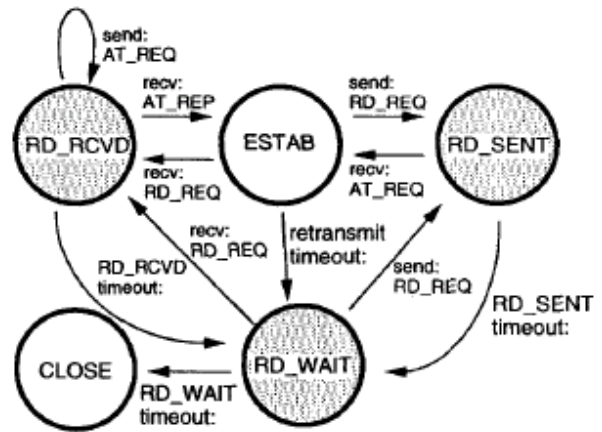 send:
AT_REQ
recv:
AT_REP
send:
RD_REQ
RD_RCVD
ESTAB
RD_SENT
recv:
RD_REQ
recv:
AT_REQ
recv:
RD_REQ
retransmit
timeout:
RD_RCVD
timeout:
send:
RD_REQ
RD_SENT
timeout:
CLOSE
RD_WAIT
RD_WAIT
timeout: